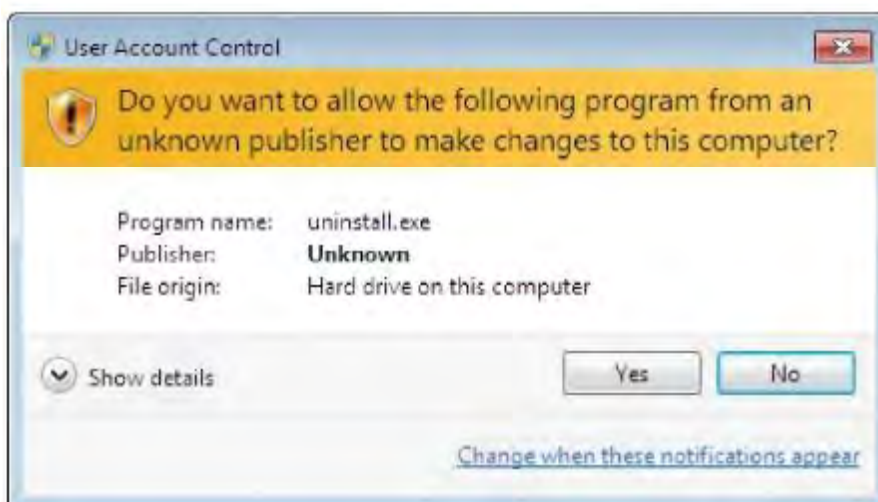 User Account Control
Do you want to allow the following program from an
unknown publisher to make changes to this computer?
Program name: uninstall.exe
Publisher: Unknown
File origin: Hard drive on this computer
Show details
Yes No
Change when these notifications appear